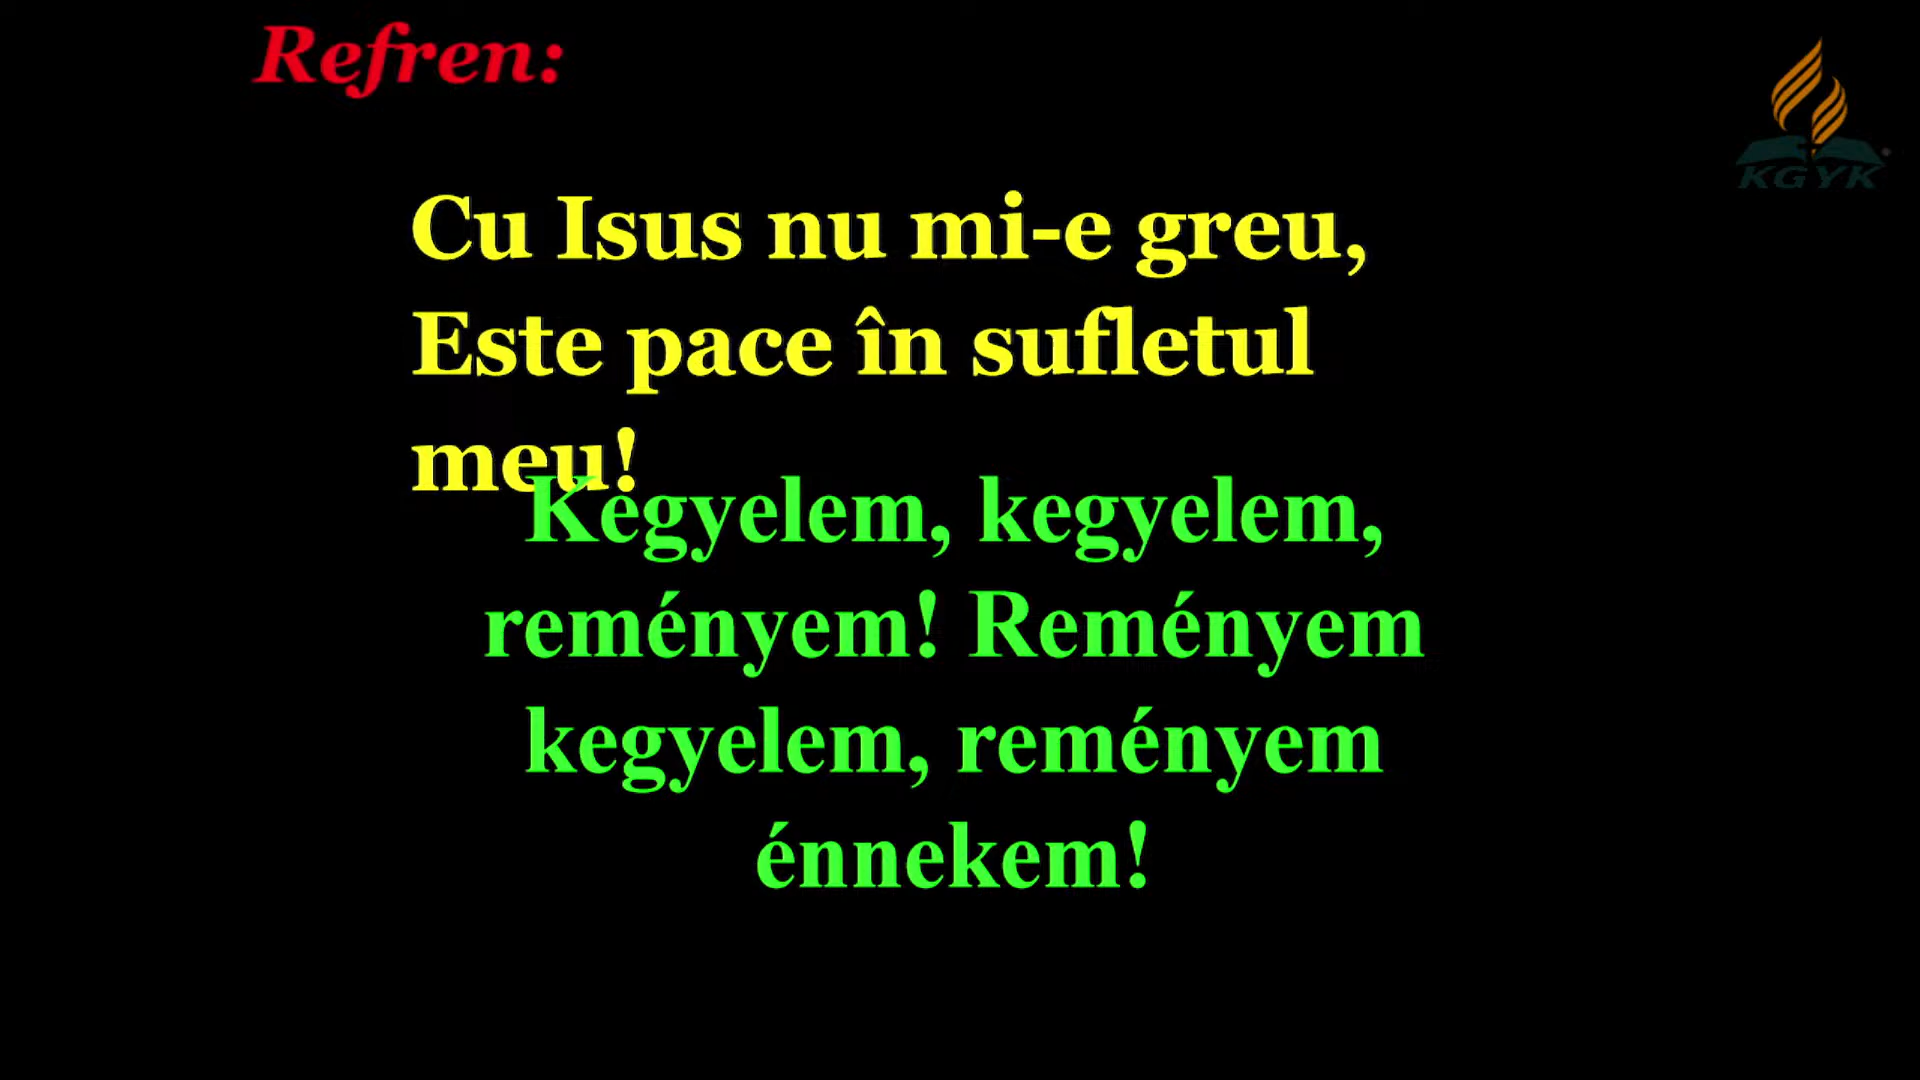 Refren:
KGYK
Cu Isus nu mi-e greu,
Este pace în sufletul
meu!
Kegyelem, kegyelem,
reményem! Reményem
kegyelem, reményem
énnekem!